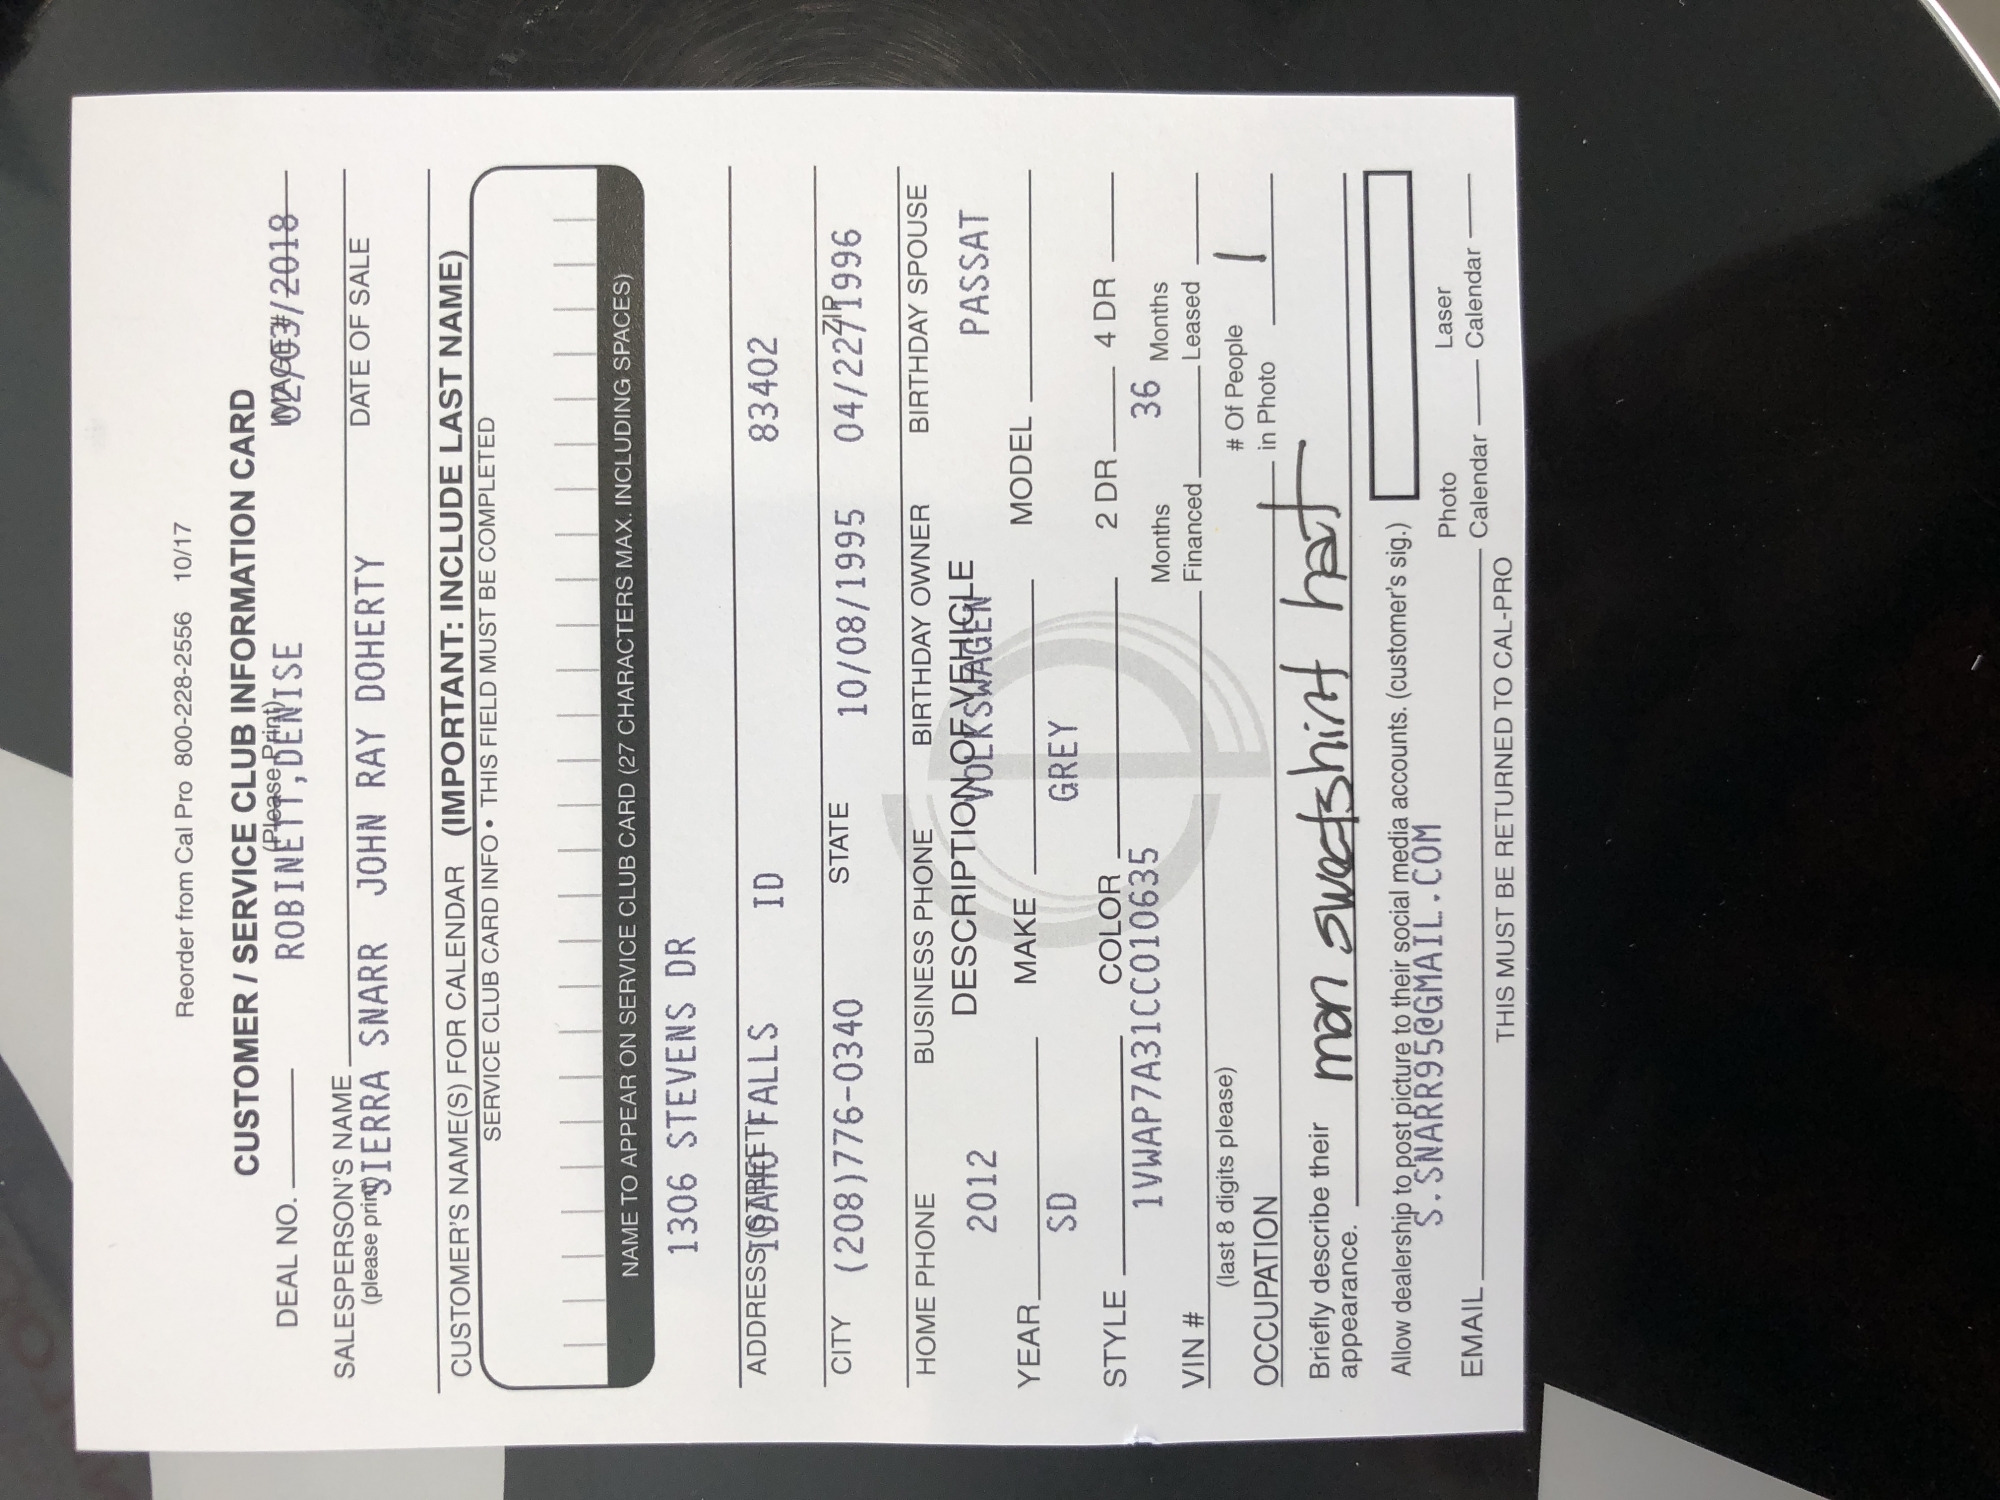 Reorder from Cal Pro 800-228-2556 10/17
CUSTOMER / SERVICE CLUB INFORMATION CARD
(Please Print)
DEAL NO. ROBINETT,DENISE IMAGE# 02/03/2018
SALESPERSON'S NAME DATE OF SALE
(please print) SIERRA SNARR JOHN RAY DOHERTY
CUSTOMER'S NAME(S) FOR CALENDAR (IMPORTANT: INCLUDE LAST NAME)
SERVICE CLUB CARD INFO • THIS FIELD MUST BE COMPLETED
NAME TO APPEAR ON SERVICE CLUB CARD (27 CHARACTERS MAX. INCLUDING SPACES)
1306 STEVENS DR
ADDRESS (STREET)
IDAHO FALLS ID 83402
CITY STATE ZIP
(208)776-0340 10/08/1995 04/22/1996
HOME PHONE BUSINESS PHONE BIRTHDAY OWNER BIRTHDAY SPOUSE
DESCRIPTION OF VEHICLE
2012 VOLKSWAGEN PASSAT
YEAR MAKE MODEL
SD GREY
STYLE COLOR 2 DR 4 DR
1VWAP7A31CC010635 36
VIN # Months Financed Months Leased
(last 8 digits please)
OCCUPATION # Of People in Photo 1
Briefly describe their appearance. man swetshirt hat
Allow dealership to post picture to their social media accounts. (customer's sig.)
S.SNARR95@GMAIL.COM
EMAIL Photo Calendar Laser Calendar
THIS MUST BE RETURNED TO CAL-PRO